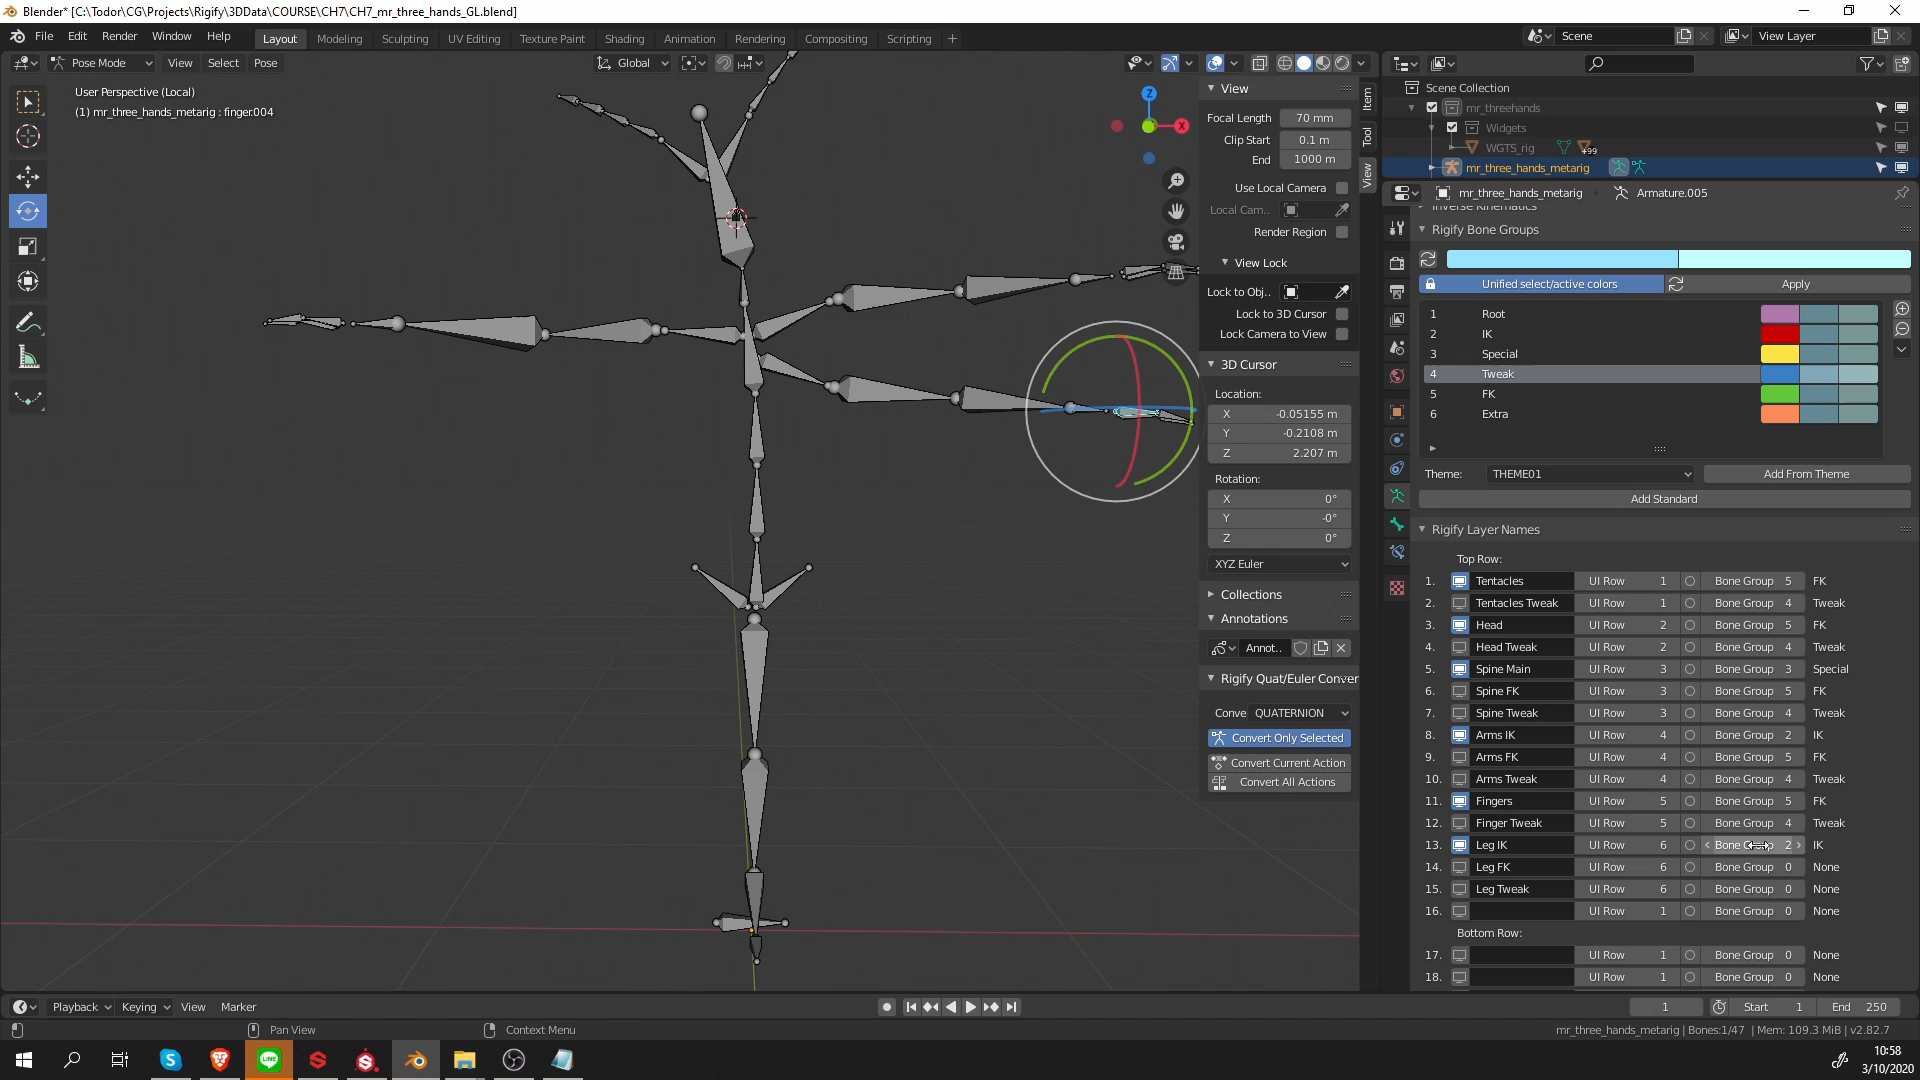 Blender* [C:\Todor\CG\Projects\Rigify\3DData\COURSE\CH7\CH7_mr_three_hands_GL.blend]
File Edit Render Window Help Layout Modeling Sculpting UV Editing Texture Paint Shading Animation Rendering Compositing Scripting + Scene View Layer
Pose Mode View Select Pose Global
User Perspective (Local)
(1) mr_three_hands_metarig : finger.004
Z
X
View
Focal Length 70 mm
Clip Start 0.1 m
End 1000 m
Use Local Camera
Local Cam..
Render Region
View Lock
Lock to Obj..
Lock to 3D Cursor
Lock Camera to View
3D Cursor
Location:
X -0.05155 m
Y -0.2108 m
Z 2.207 m
Rotation:
X 0°
Y -0°
Z 0°
XYZ Euler
Collections
Annotations
Annot..
Rigify Quat/Euler Conver
Conve QUATERNION
Convert Only Selected
Convert Current Action
Convert All Actions
Item
Tool
View
Scene Collection
mr_threehands
Widgets
WGTS_rig +99
mr_three_hands_metarig
mr_three_hands_metarig Armature.005
Inverse Kinematics
Rigify Bone Groups
Unified select/active colors Apply
1 Root
2 IK
3 Special
4 Tweak
5 FK
6 Extra
Theme: THEME01 Add From Theme
Add Standard
Rigify Layer Names
Top Row:
1. Tentacles UI Row 1 Bone Group 5 FK
2. Tentacles Tweak UI Row 1 Bone Group 4 Tweak
3. Head UI Row 2 Bone Group 5 FK
4. Head Tweak UI Row 2 Bone Group 4 Tweak
5. Spine Main UI Row 3 Bone Group 3 Special
6. Spine FK UI Row 3 Bone Group 5 FK
7. Spine Tweak UI Row 3 Bone Group 4 Tweak
8. Arms IK UI Row 4 Bone Group 2 IK
9. Arms FK UI Row 4 Bone Group 5 FK
10. Arms Tweak UI Row 4 Bone Group 4 Tweak
11. Fingers UI Row 5 Bone Group 5 FK
12. Finger Tweak UI Row 5 Bone Group 4 Tweak
13. Leg IK UI Row 6 Bone Group 2 IK
14. Leg FK UI Row 6 Bone Group 0 None
15. Leg Tweak UI Row 6 Bone Group 0 None
16. UI Row 1 Bone Group 0 None
Bottom Row:
17. UI Row 1 Bone Group 0 None
18. UI Row 1 Bone Group 0 None
Playback Keying View Marker 1 Start 1 End 250
Pan View Context Menu mr_three_hands_metarig | Bones:1/47 | Mem: 109.3 MiB | v2.82.7
LINE
10:58
3/10/2020